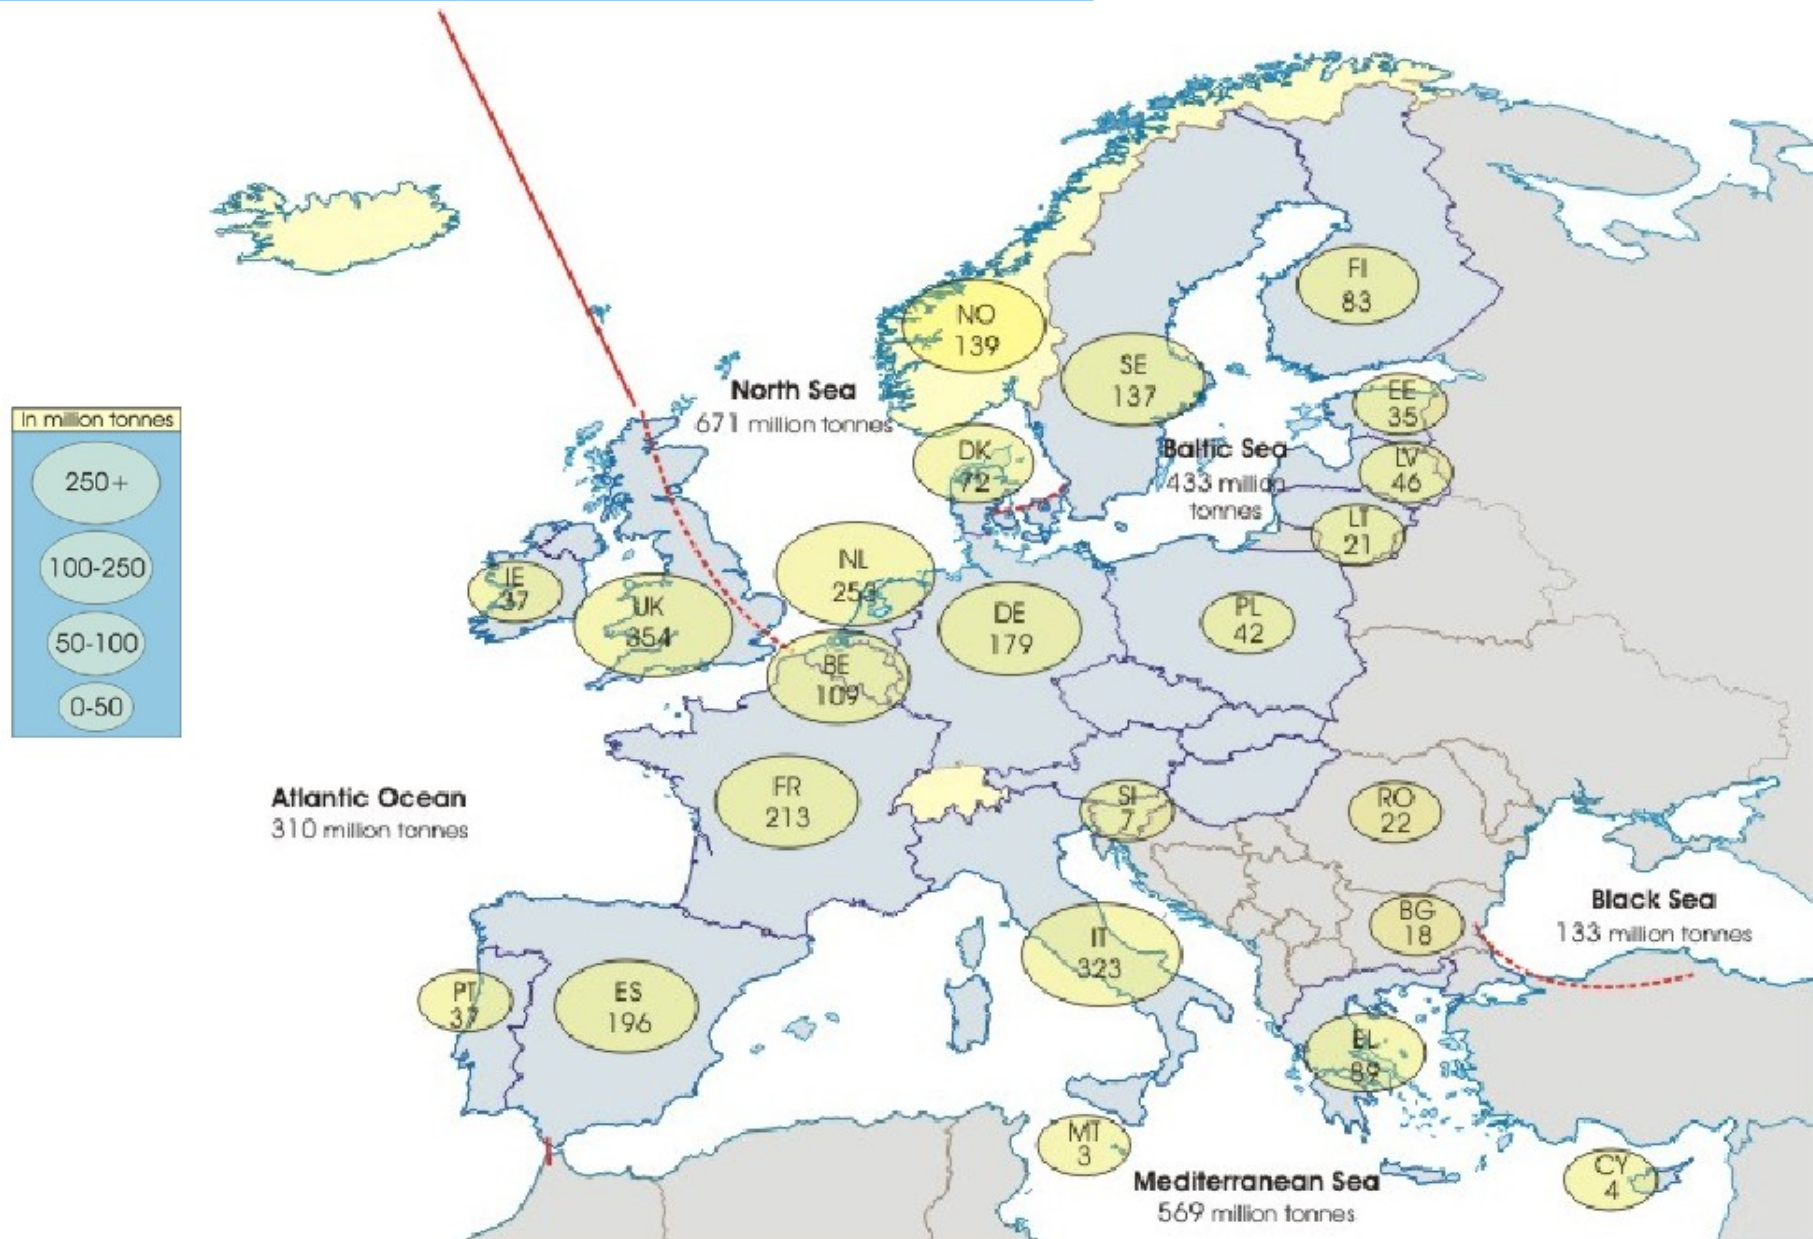 NO
139
FI
83
SE
137
North Sea
671 million tonnes
EE
35
In million tonnes
DK
72
Baltic Sea
433 million
tonnes
LV
46
250+
LT
21
100-250
NL
253
IE
37
UK
354
DE
179
PL
42
50-100
BE
109
0-50
FR
213
SI
7
RO
22
Atlantic Ocean
310 million tonnes
Black Sea
133 million tonnes
BG
18
IT
323
PT
37
ES
196
EL
89
MT
3
Mediterranean Sea
569 million tonnes
CY
4